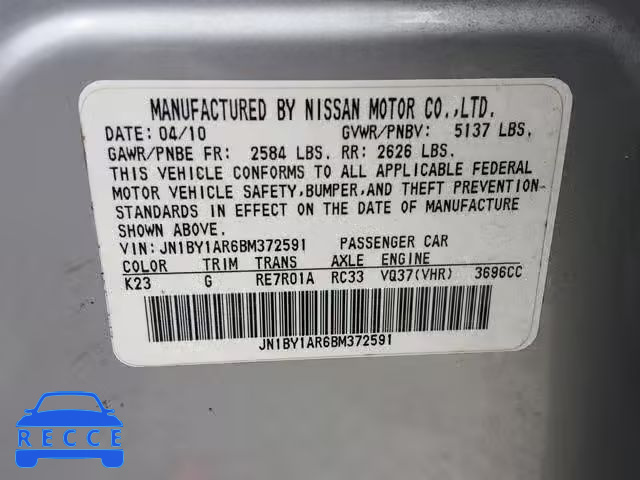 MANUFACTURED BY NISSAN MOTOR CO.,LTD.
DATE: 04/10 GVWR/PNBV: 5137 LBS.
GAWR/PNBE FR: 2584 LBS. RR: 2626 LBS.
THIS VEHICLE CONFORMS TO ALL APPLICABLE FEDERAL
MOTOR VEHICLE SAFETY,BUMPER,AND THEFT PREVENTION
STANDARDS IN EFFECT ON THE DATE OF MANUFACTURE
SHOWN ABOVE.
VIN: JN1BY1AR6BM372591 PASSENGER CAR
COLOR TRIM TRANS AXLE ENGINE
K23 G RE7R01A RC33 VQ37(VHR) 3696CC
JN1BY1AR6BM372591
RECCE